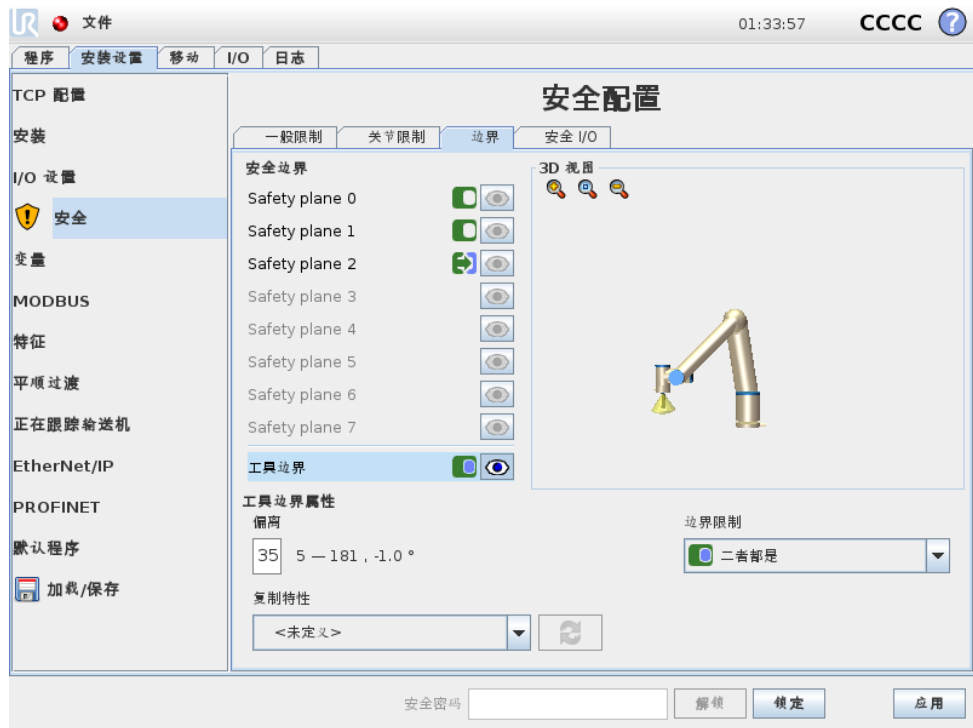 UR 文件 01:33:57 CCCC ?
程序 安装设置 移动 I/O 日志
TCP 配置
安装
I/O 设置
安全
变量
MODBUS
特征
平顺过渡
正在跟踪输送机
EtherNet/IP
PROFINET
默认程序
加载/保存
安全配置
一般限制 关节限制 边界 安全 I/O
安全边界
Safety plane 0
Safety plane 1
Safety plane 2
Safety plane 3
Safety plane 4
Safety plane 5
Safety plane 6
Safety plane 7
工具边界
3D 视图
工具边界属性
偏离
35 5 — 181 , -1.0 °
边界限制
二者都是
复制特性
<未定义>
安全密码 解锁 锁定 应用